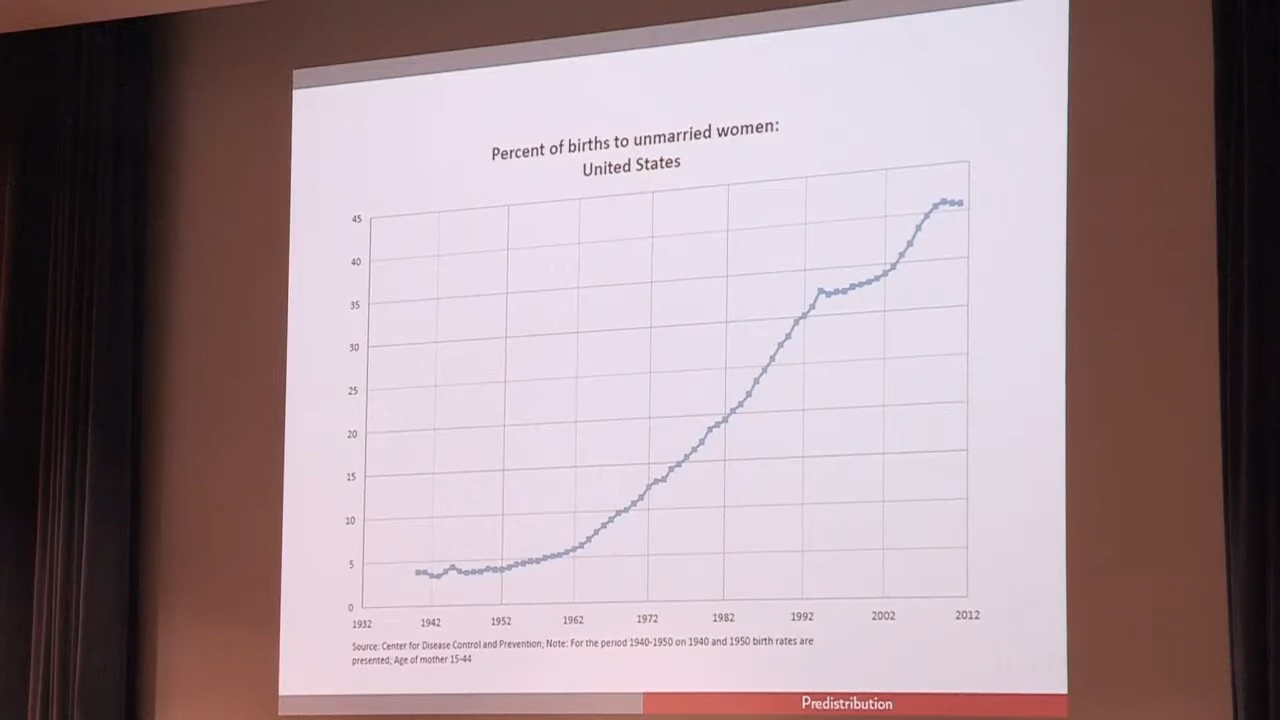 Percent of births to unmarried women:
United States
45
40
35
30
25
20
15
10
5
0
1932 1942 1952 1962 1972 1982 1992 2002 2012
Source: Center for Disease Control and Prevention; Note: For the period 1940-1950 on 1940 and 1950 birth rates are
presented; Age of mother 15-44
Predistribution